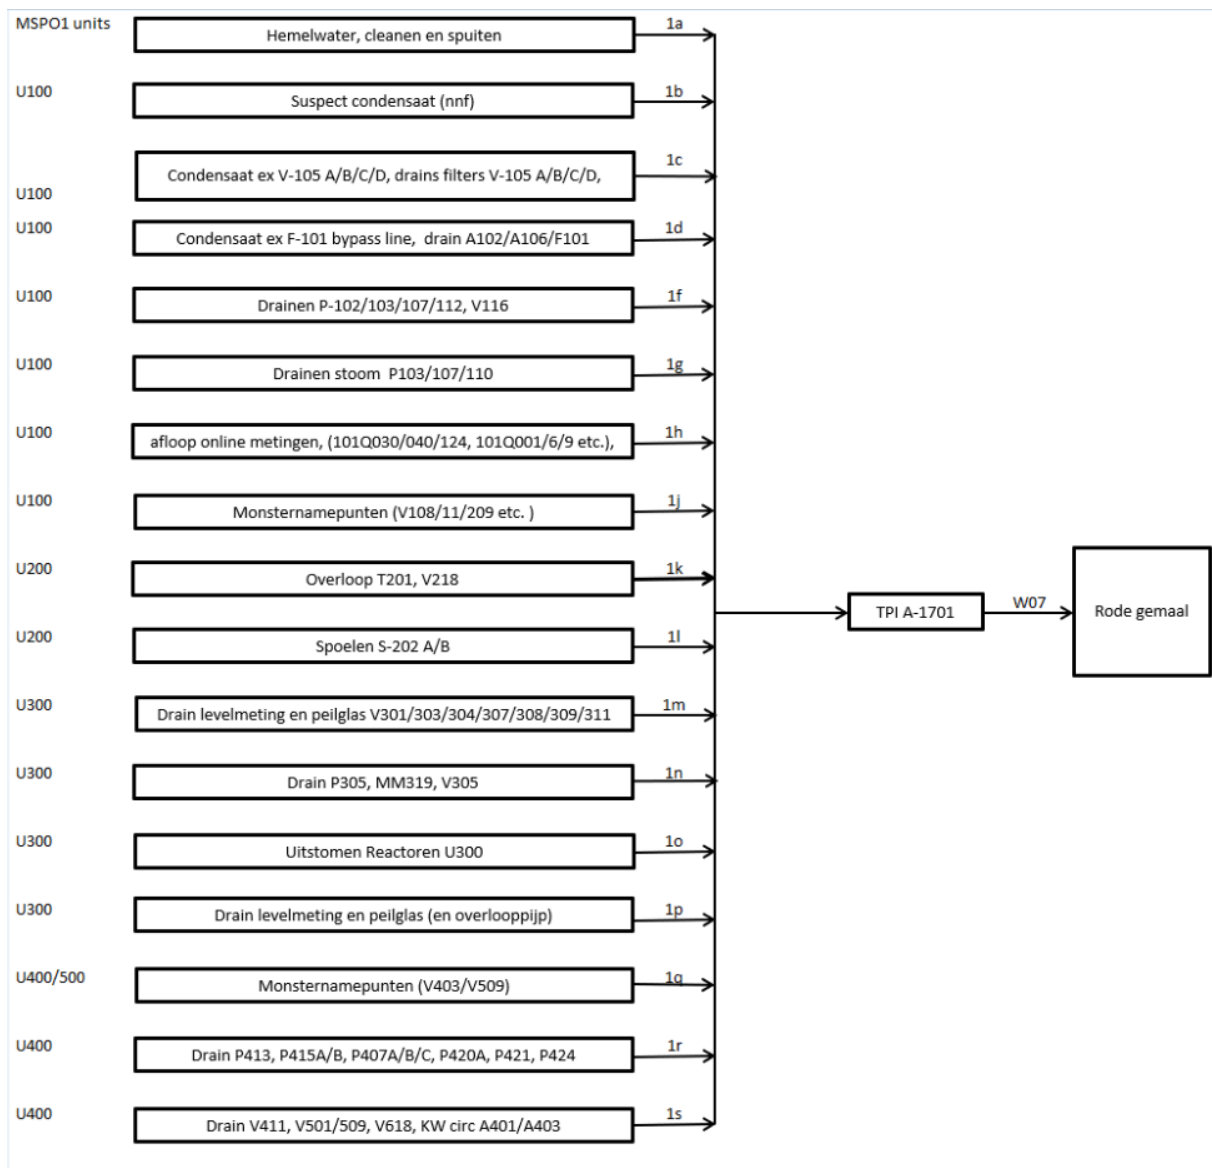 MSPO1 units
Hemelwater, cleanen en spuiten
1a
U100
Suspect condensaat (nnf)
1b
U100
Condensaat ex V-105 A/B/C/D, drains filters V-105 A/B/C/D,
1c
U100
Condensaat ex F-101 bypass line, drain A102/A106/F101
1d
U100
Drainen P-102/103/107/112, V116
1f
U100
Drainen stoom P103/107/110
1g
U100
afloop online metingen, (101Q030/040/124, 101Q001/6/9 etc.),
1h
U100
Monsternamepunten (V108/11/209 etc. )
1j
U200
Overloop T201, V218
1k
U200
Spoelen S-202 A/B
1l
U300
Drain levelmeting en peilglas V301/303/304/307/308/309/311
1m
U300
Drain P305, MM319, V305
1n
U300
Uitstomen Reactoren U300
1o
U300
Drain levelmeting en peilglas (en overlooppijp)
1p
U400/500
Monsternamepunten (V403/V509)
1q
U400
Drain P413, P415A/B, P407A/B/C, P420A, P421, P424
1r
U400
Drain V411, V501/509, V618, KW circ A401/A403
1s
TPI A-1701
W07
Rode gemaal